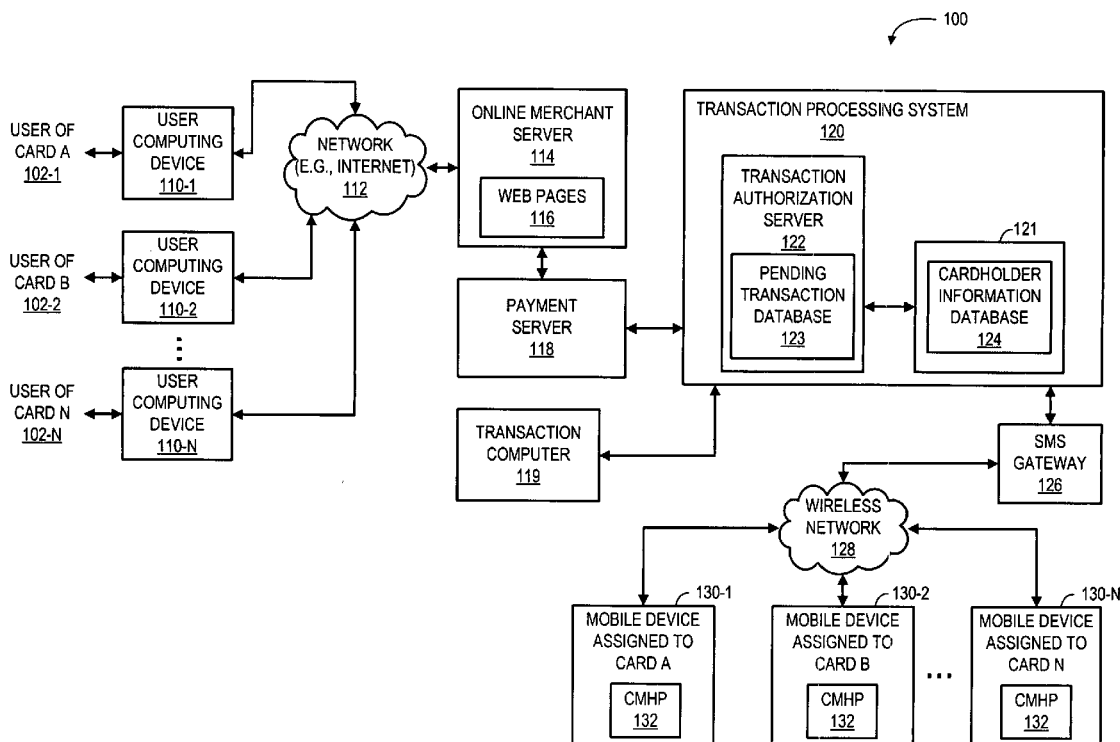 100
USER OF
CARD A
102-1
USER
COMPUTING
DEVICE
110-1
USER OF
CARD B
102-2
USER
COMPUTING
DEVICE
110-2
USER OF
CARD N
102-N
USER
COMPUTING
DEVICE
110-N
NETWORK
(E.G., INTERNET)
112
ONLINE MERCHANT
SERVER
114
WEB PAGES
116
PAYMENT
SERVER
118
TRANSACTION
COMPUTER
119
TRANSACTION PROCESSING SYSTEM
120
TRANSACTION
AUTHORIZATION
SERVER
122
PENDING
TRANSACTION
DATABASE
123
121
CARDHOLDER
INFORMATION
DATABASE
124
SMS
GATEWAY
126
WIRELESS
NETWORK
128
130-1
MOBILE DEVICE
ASSIGNED TO
CARD A
CMHP
132
130-2
MOBILE DEVICE
ASSIGNED TO
CARD B
CMHP
132
130-N
MOBILE DEVICE
ASSIGNED TO
CARD N
CMHP
132